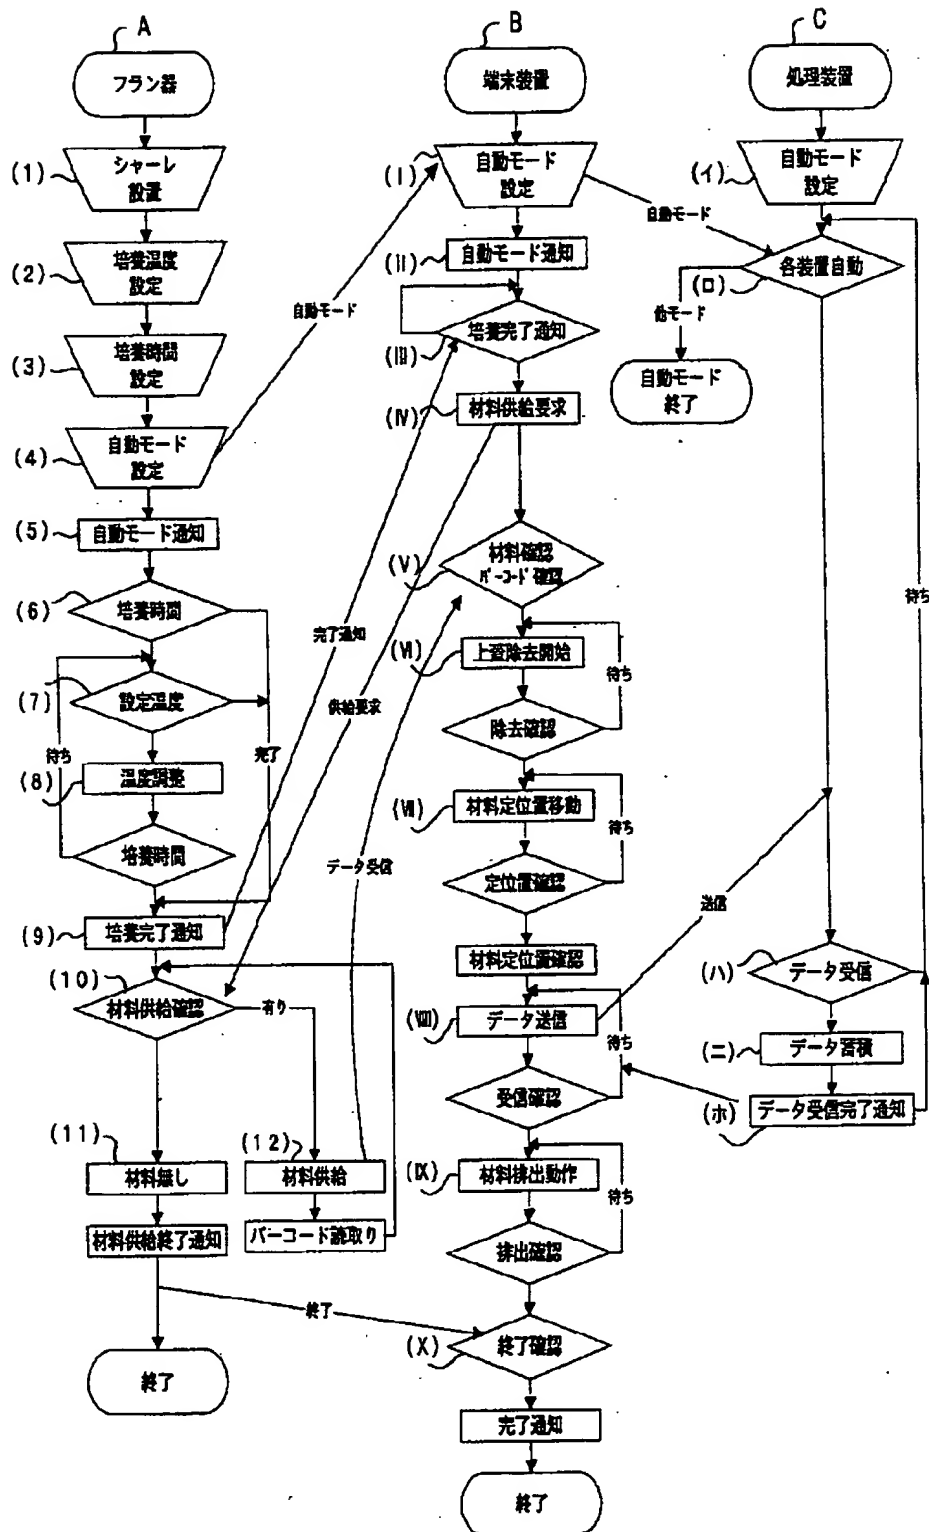 A
フラン器
(1)
シャーレ
設置
(2)
培養温度
設定
(3)
培養時間
設定
(4)
自動モード
設定
自動モード
(5)
自動モード通知
(6)
培養時間
(7)
設定温度
待ち
完了
(8)
温度調整
培養時間
(9)
培養完了通知
完了通知
(10)
材料供給確認
有り
(11)
材料無し
材料供給終了通知
(12)
材料供給
バーコード読取り
終了
終了
B
端末装置
(I)
自動モード
設定
自動モード
(II)
自動モード通知
(III)
培養完了通知
(IV)
材料供給要求
供給要求
(V)
材料確認
バーコード確認
データ受信
(VI)
上蓋除去開始
待ち
除去確認
(VII)
材料定位置移動
待ち
定位置確認
材料定位置確認
(VIII)
データ送信
送信
待ち
受信確認
(IX)
材料排出動作
待ち
排出確認
(X)
終了確認
完了通知
終了
C
処理装置
(イ)
自動モード
設定
(ロ)
各装置自動
他モード
自動モード
終了
待ち
(ハ)
データ受信
(ニ)
データ蓄積
(ホ)
データ受信完了通知